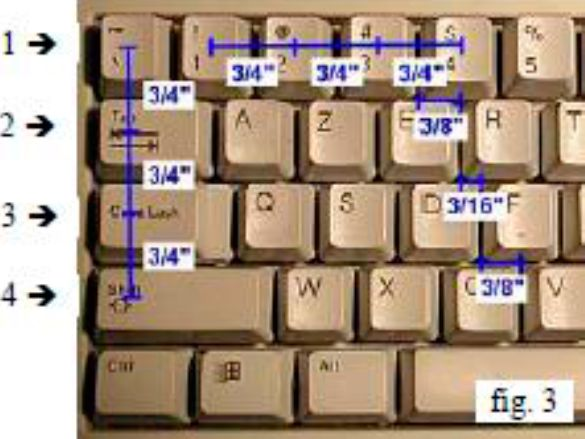 1 → ~ ! 1 @ 2 # 3 $ 4 % 5
3/4" 3/4" 3/4"
3/4"
2 → Tab A Z E R T
3/8"
3/4"
3 → Caps Lock Q S D F
3/16"
3/4"
4 → Shift W X C V
3/8"
Ctrl Alt
fig. 3